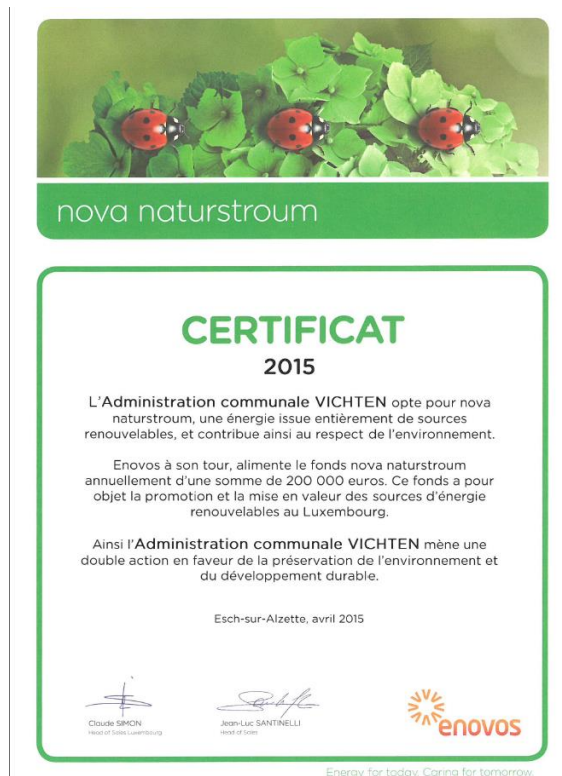 nova naturstroum
CERTIFICAT
2015
L'Administration communale VICHTEN opte pour nova
naturstroum, une énergie issue entièrement de sources
renouvelables, et contribue ainsi au respect de l'environnement.
Enovos à son tour, alimente le fonds nova naturstroum
annuellement d'une somme de 200 000 euros. Ce fonds a pour
objet la promotion et la mise en valeur des sources d'énergie
renouvelables au Luxembourg.
Ainsi l'Administration communale VICHTEN mène une
double action en faveur de la préservation de l'environnement et
du développement durable.
Esch-sur-Alzette, avril 2015
Claude SIMON
Head of Sales Luxembourg
Jean-Luc SANTINELLI
Head of Sales
enovos
Energy for today. Caring for tomorrow.